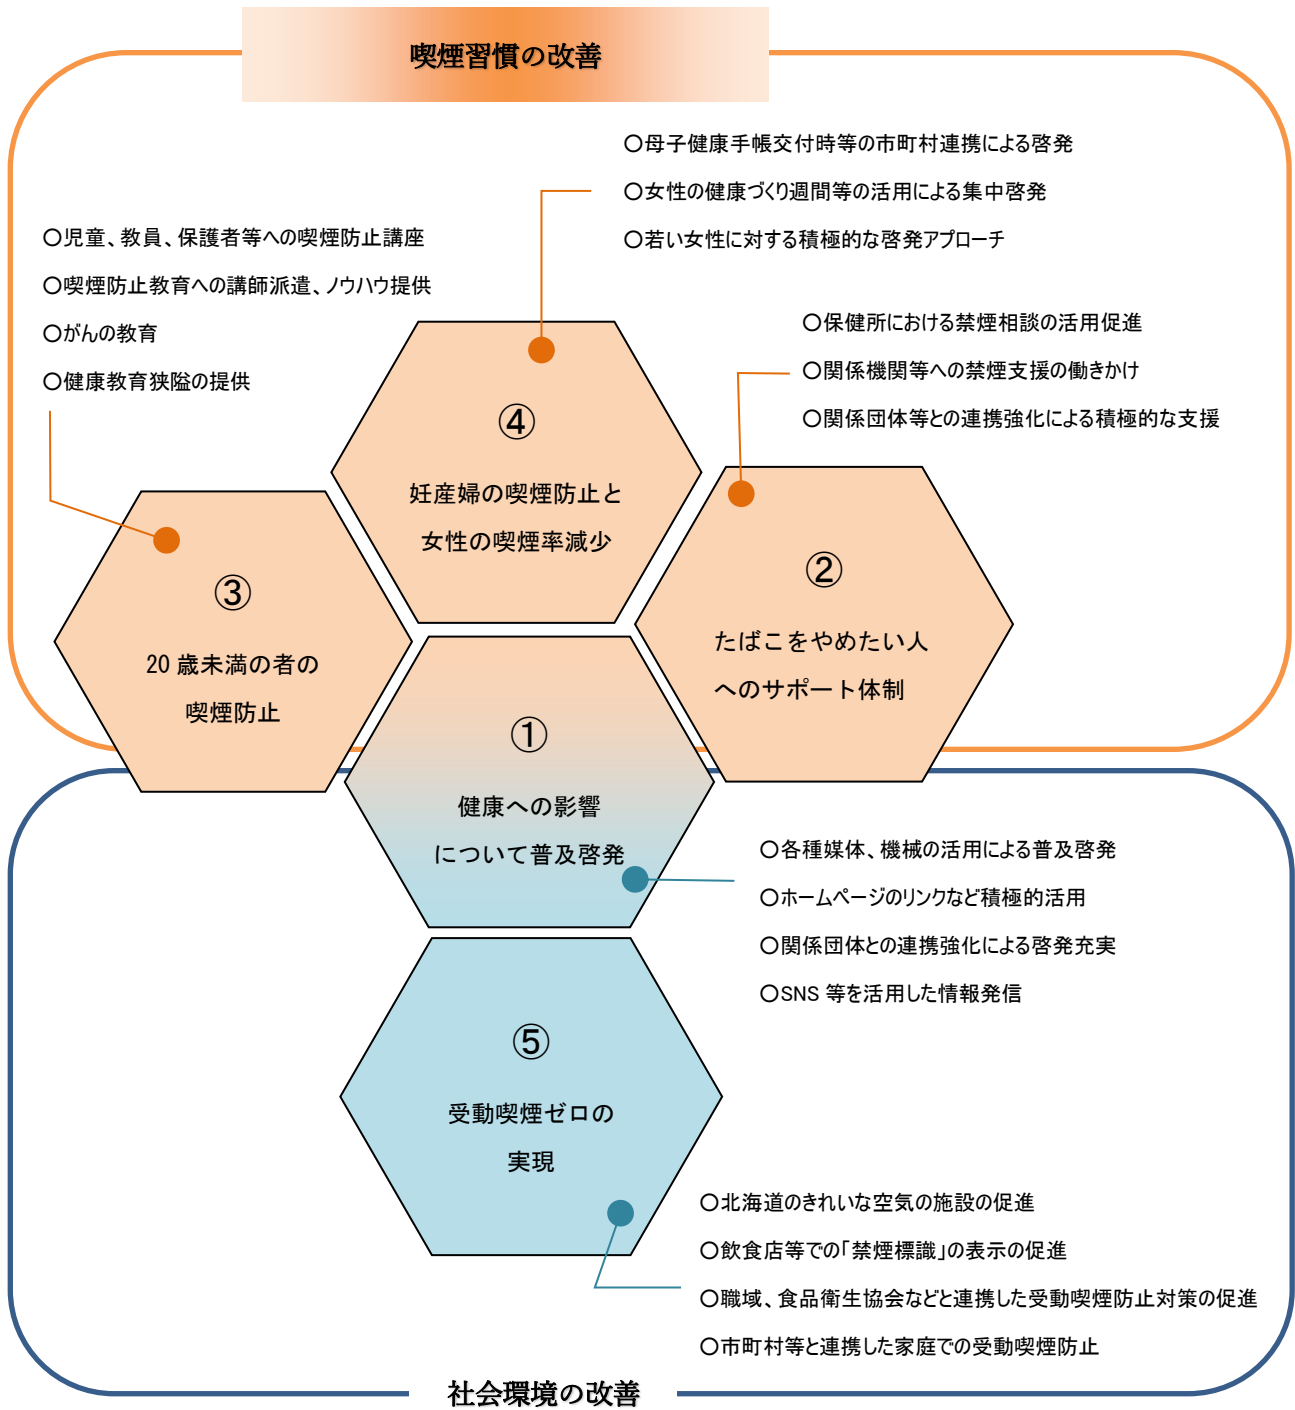 喫煙習慣の改善
〇母子健康手帳交付時等の市町村連携による啓発
〇女性の健康づくり週間等の活用による集中啓発
〇若い女性に対する積極的な啓発アプローチ
〇児童、教員、保護者等への喫煙防止講座
〇喫煙防止教育への講師派遣、ノウハウ提供
〇がんの教育
〇健康教育狭隘の提供
〇保健所における禁煙相談の活用促進
〇関係機関等への禁煙支援の働きかけ
〇関係団体等との連携強化による積極的な支援
④
妊産婦の喫煙防止と
女性の喫煙率減少
②
たばこをやめたい人
へのサポート体制
③
20 歳未満の者の
喫煙防止
①
健康への影響
について普及啓発
〇各種媒体、機械の活用による普及啓発
〇ホームページのリンクなど積極的活用
〇関係団体との連携強化による啓発充実
〇SNS 等を活用した情報発信
⑤
受動喫煙ゼロの
実現
〇北海道のきれいな空気の施設の促進
〇飲食店等での「禁煙標識」の表示の促進
〇職域、食品衛生協会などと連携した受動喫煙防止対策の促進
〇市町村等と連携した家庭での受動喫煙防止
社会環境の改善